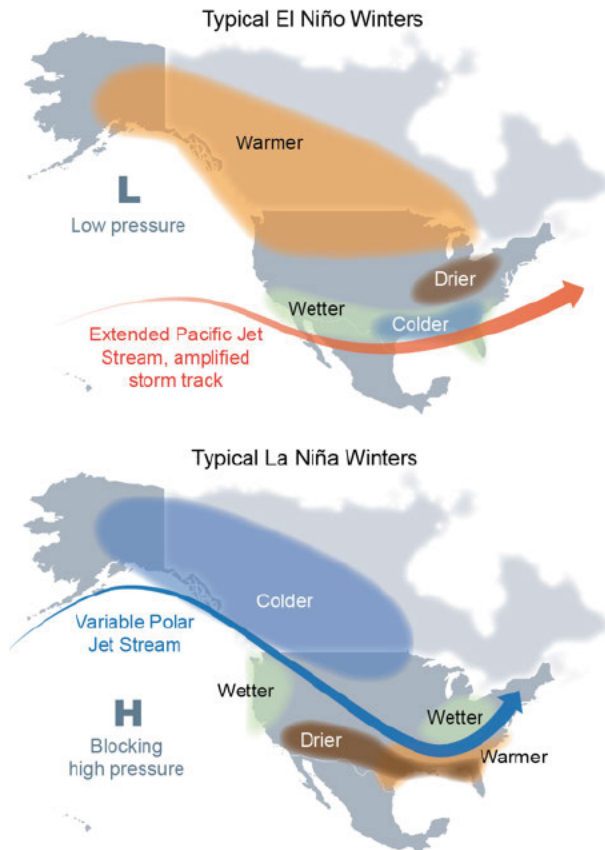 Typical El Niño Winters
Warmer
L
Low pressure
Drier
Wetter
Colder
Extended Pacific Jet
Stream, amplified
storm track
Typical La Niña Winters
Colder
Variable Polar
Jet Stream
Wetter
H
Wetter
Drier
Blocking
high pressure
Warmer